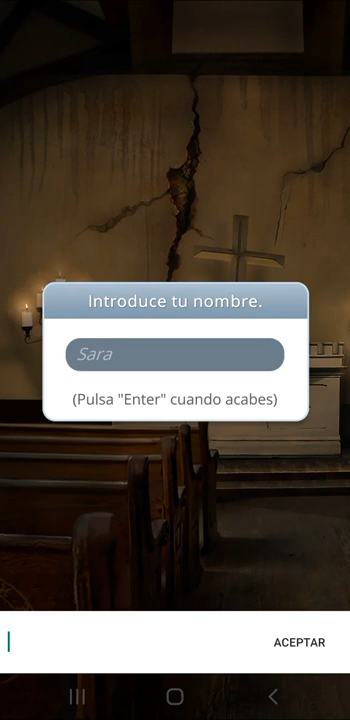 Introduce tu nombre.
Sara
(Pulsa "Enter" cuando acabes)
ACEPTAR